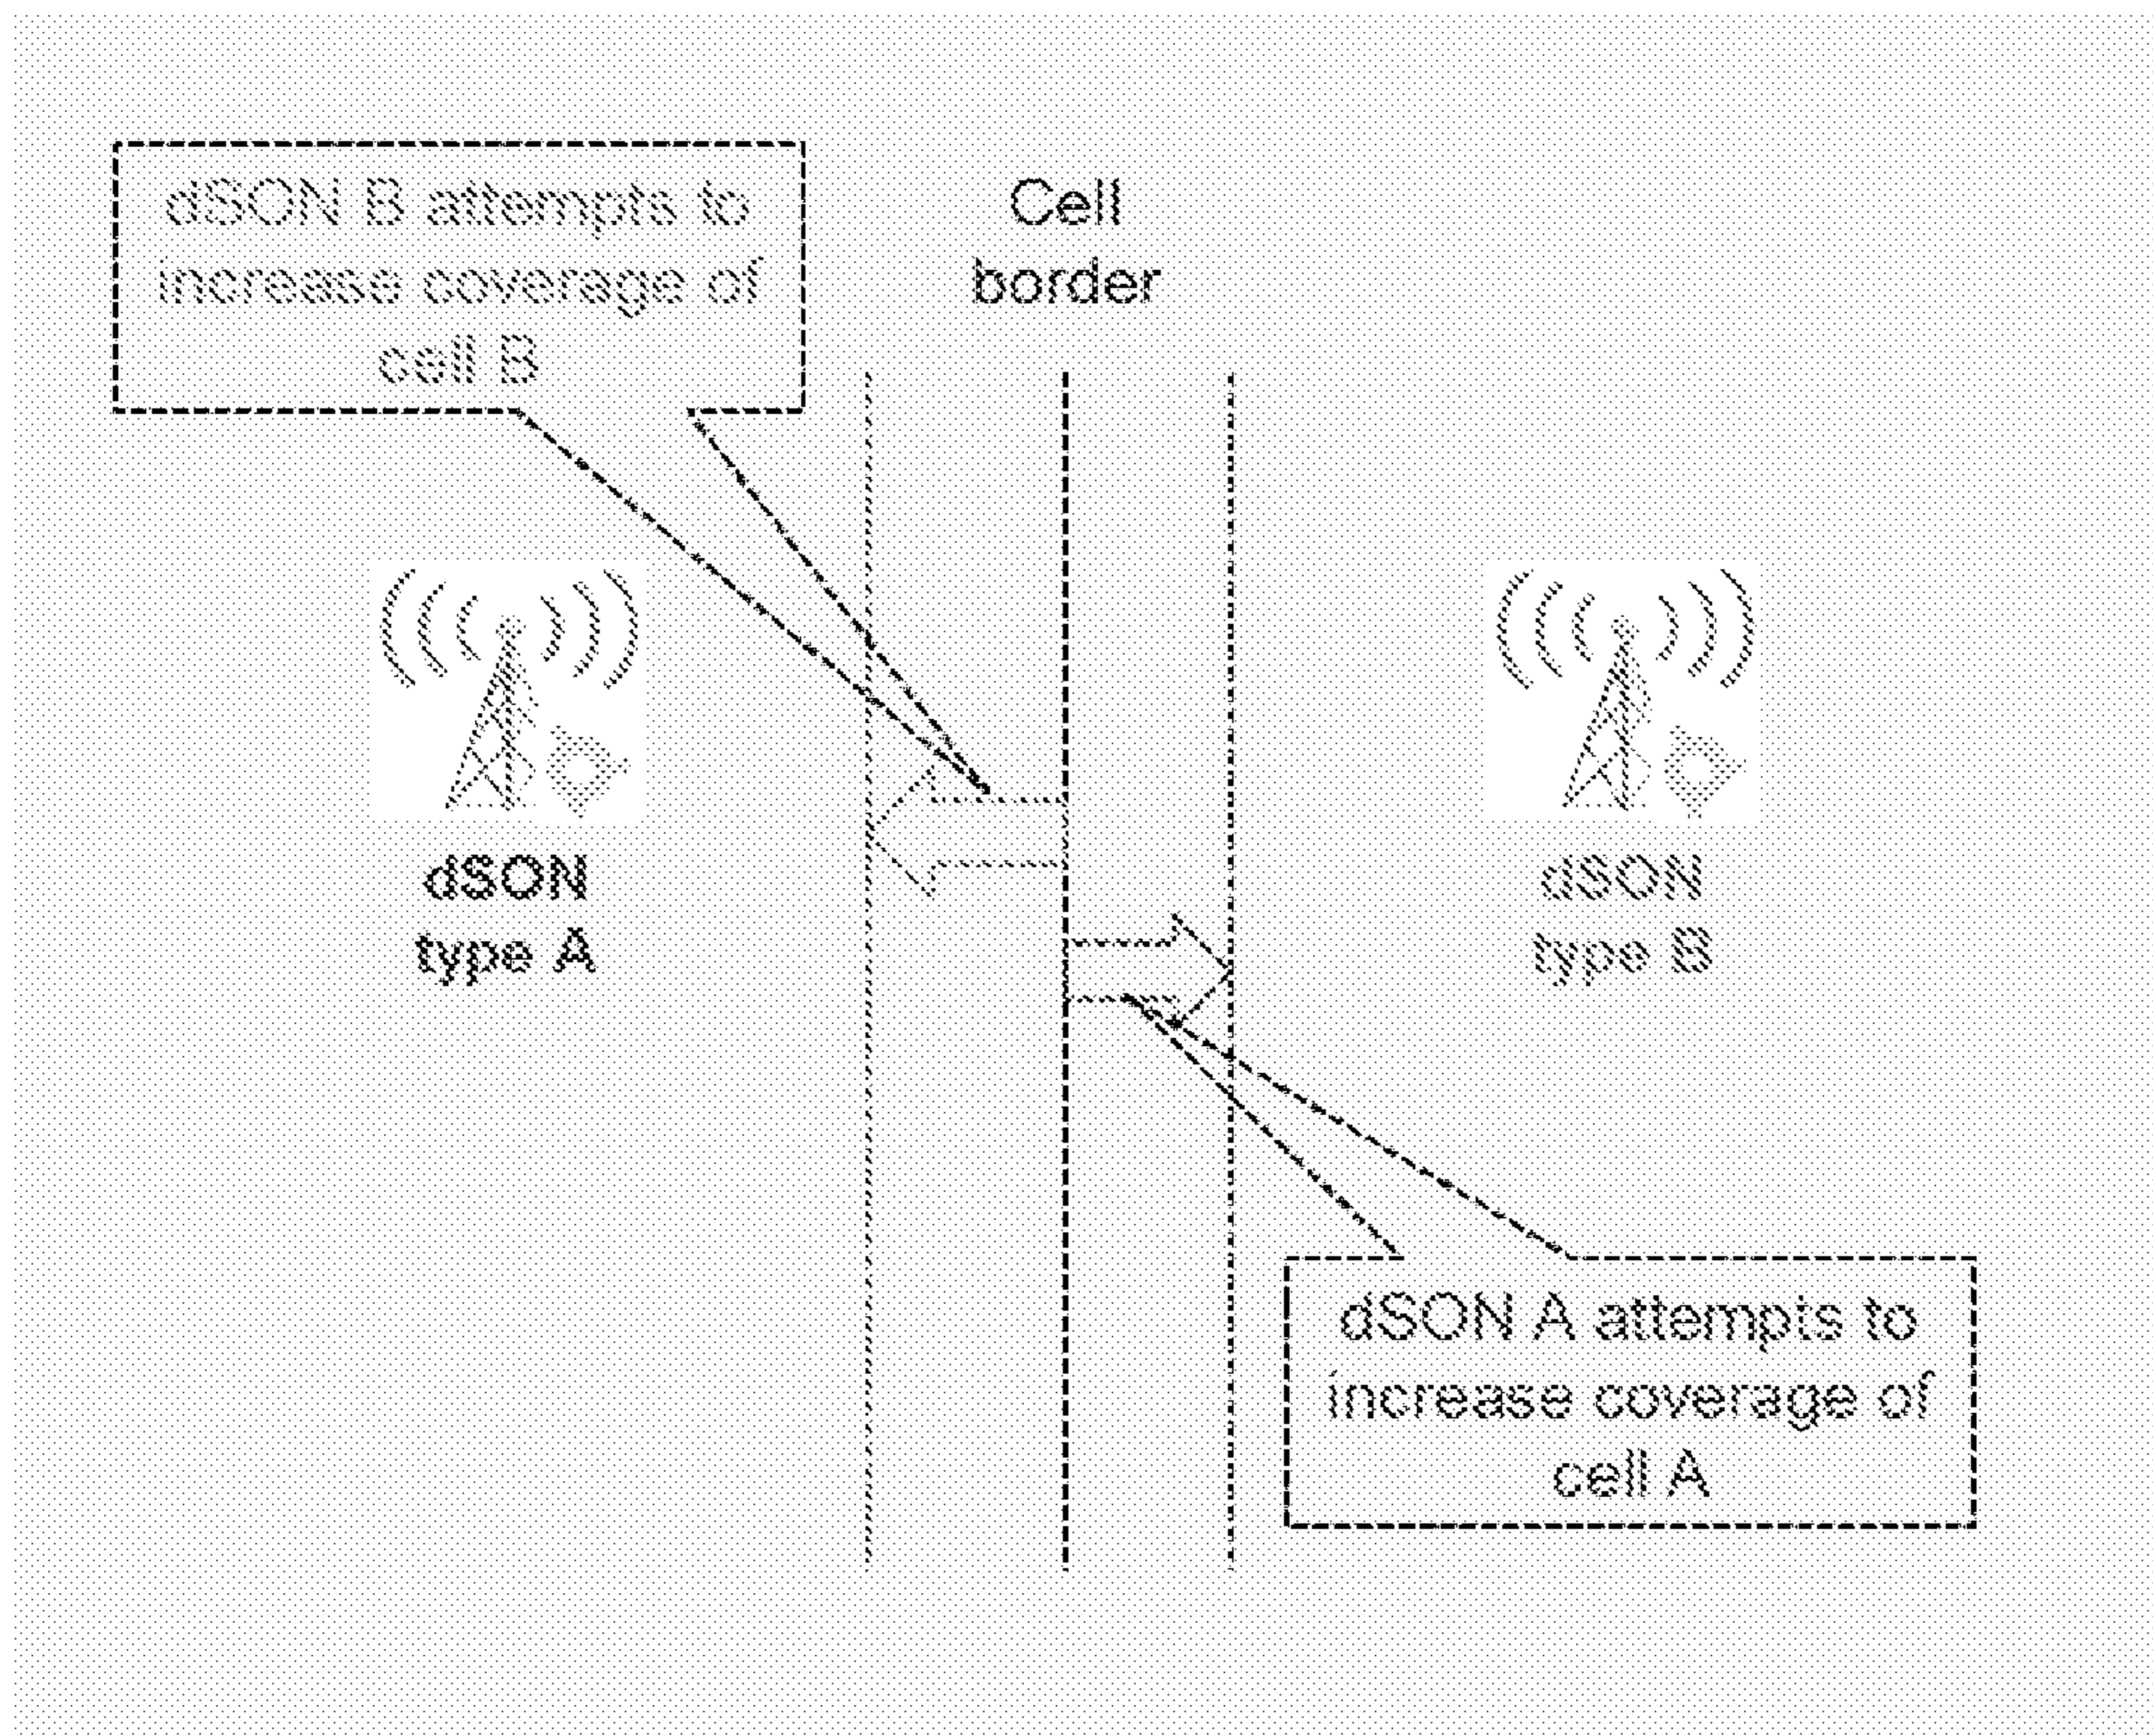 dSON B attempts to
increase coverage of
cell B
Cell
border
dSON
type A
dSON
type B
dSON A attempts to
increase coverage of
cell A